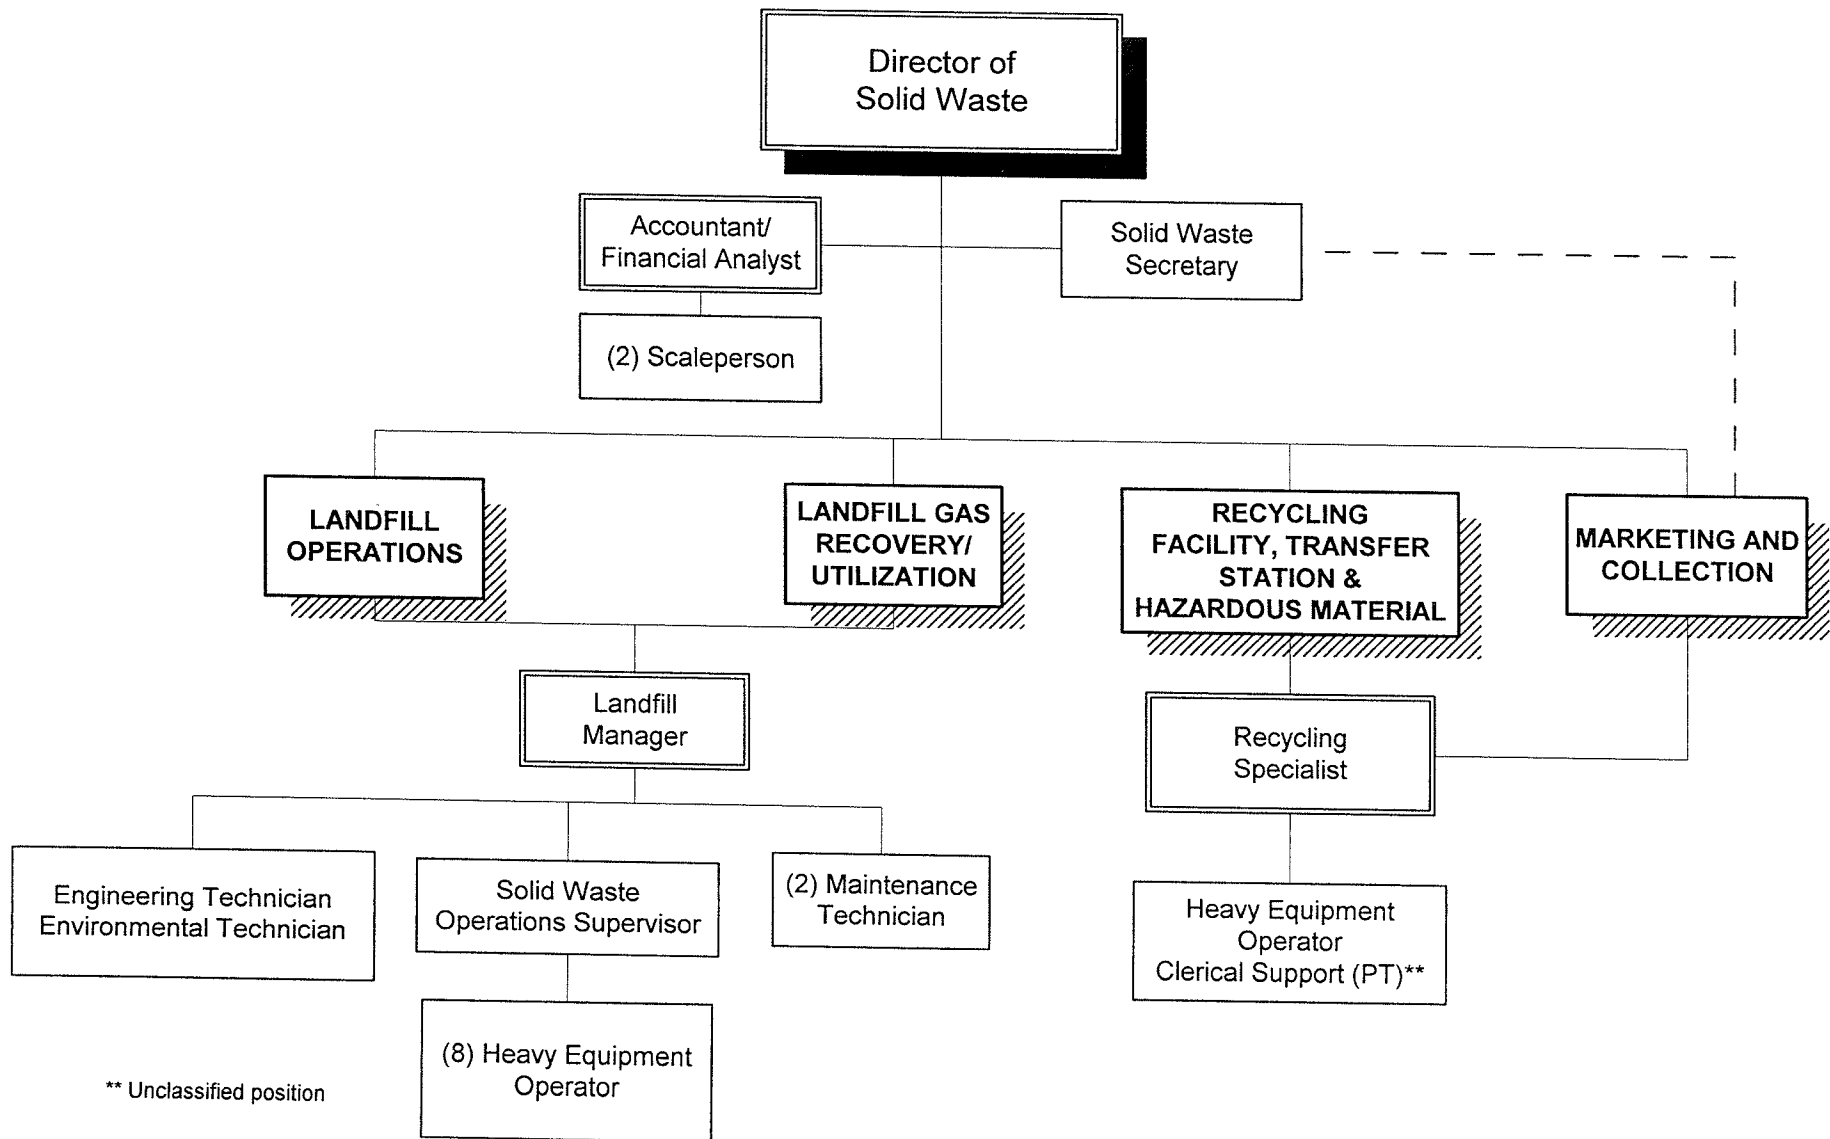 Director of
Solid Waste
Accountant/
Financial Analyst
Solid Waste
Secretary
(2) Scaleperson
LANDFILL
OPERATIONS
LANDFILL GAS
RECOVERY/
UTILIZATION
RECYCLING
FACILITY, TRANSFER
STATION &
HAZARDOUS MATERIAL
MARKETING AND
COLLECTION
Landfill
Manager
Recycling
Specialist
Engineering Technician
Environmental Technician
Solid Waste
Operations Supervisor
(2) Maintenance
Technician
Heavy Equipment
Operator
Clerical Support (PT)**
(8) Heavy Equipment
Operator
** Unclassified position